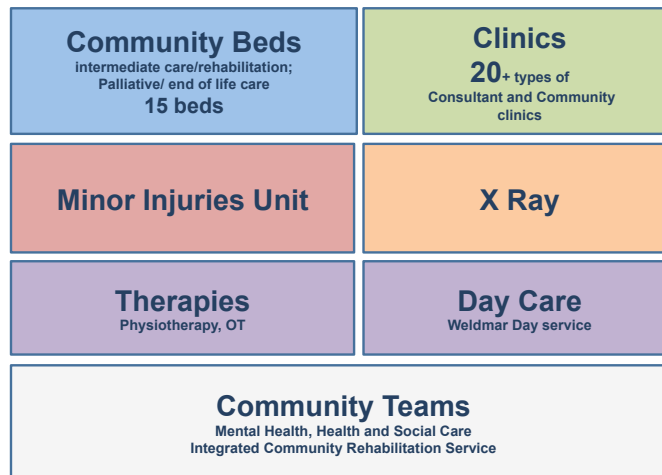 Community Beds
intermediate care/rehabilitation;
Palliative/ end of life care
15 beds
Clinics
20+ types of
Consultant and Community
clinics
Minor Injuries Unit
X Ray
Therapies
Physiotherapy, OT
Day Care
Weldmar Day service
Community Teams
Mental Health, Health and Social Care
Integrated Community Rehabilitation Service